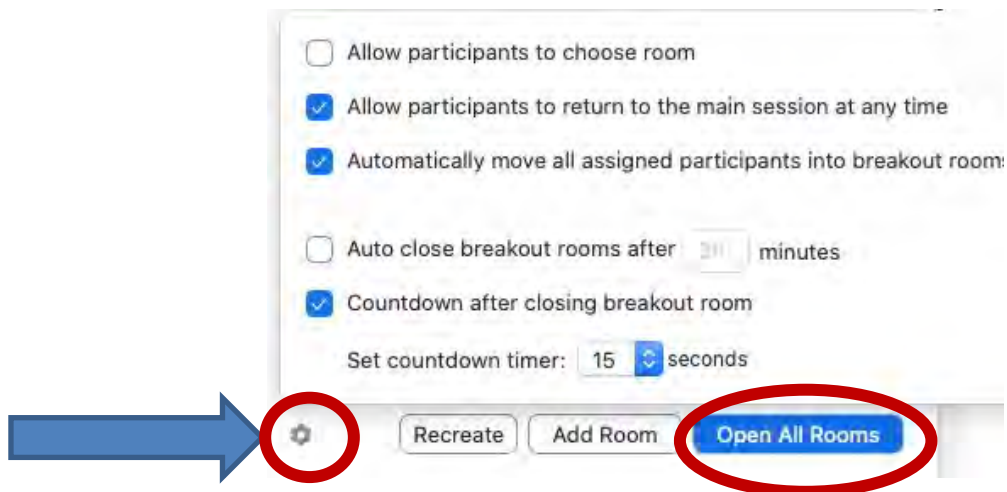 Allow participants to choose room
Allow participants to return to the main session at any time
Automatically move all assigned participants into breakout rooms
Auto close breakout rooms after minutes
Countdown after closing breakout room
Set countdown timer: 15 seconds
Recreate Add Room Open All Rooms